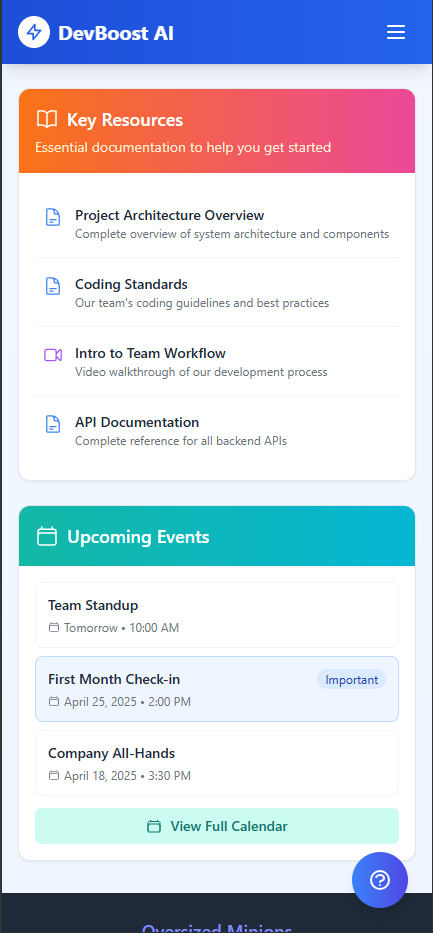 DevBoost AI
Key Resources
Essential documentation to help you get started
Project Architecture Overview
Complete overview of system architecture and components
Coding Standards
Our team's coding guidelines and best practices
Intro to Team Workflow
Video walkthrough of our development process
API Documentation
Complete reference for all backend APIs
Upcoming Events
Team Standup
Tomorrow • 10:00 AM
First Month Check-in
Important
April 25, 2025 • 2:00 PM
Company All-Hands
April 18, 2025 • 3:30 PM
View Full Calendar
Oversized Minions